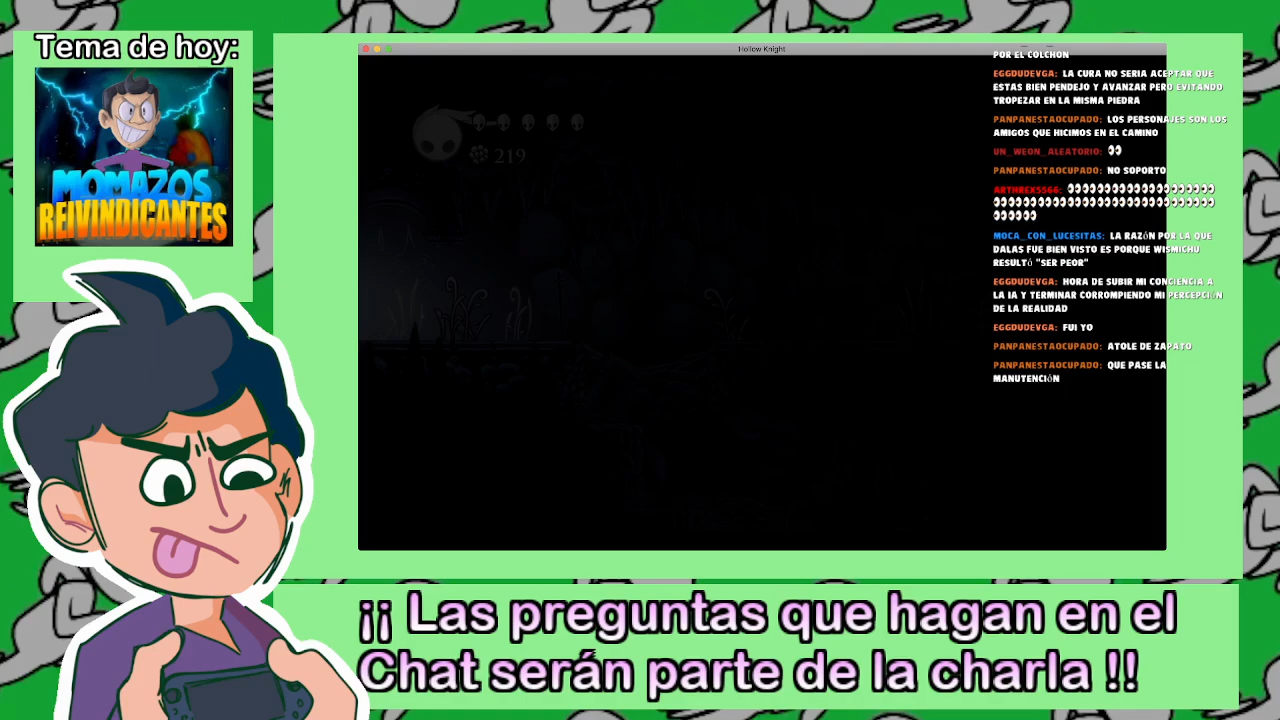 Tema de hoy:
MOMAZOS
REIVINDICANTES
Hollow Knight
219
POR EL COLCHON
EGGDUDEVGA: LA CURA NO SERIA ACEPTAR QUE
ESTAS BIEN PENDEJO Y AVANZAR PERO EVITANDO
TROPEZAR EN LA MISMA PIEDRA
PANPANESTAOCUPADO: LOS PERSONAJES SON LOS
AMIGOS QUE HICIMOS EN EL CAMINO
UN_WEON_ALEATORIO: 👀
PANPANESTAOCUPADO: NO SOPORTO
ARTHREX5566: 👀👀👀👀👀👀👀👀👀👀
👀👀👀👀👀👀👀👀👀👀👀👀👀👀👀
👀👀👀
MOCA_CON_LUCESITAS: LA RAZÓN POR LA QUE
DALAS FUE BIEN VISTO ES PORQUE WISMICHU
RESULTÓ "SER PEOR"
EGGDUDEVGA: HORA DE SUBIR MI CONCIENCIA A
LA IA Y TERMINAR CORROMPIENDO MI PERCEPCIÓN
DE LA REALIDAD
EGGDUDEVGA: FUI YO
PANPANESTAOCUPADO: ATOLE DE ZAPATO
PANPANESTAOCUPADO: QUE PASE LA
MANUTENCIÓN
¡¡ Las preguntas que hagan en el
Chat serán parte de la charla !!